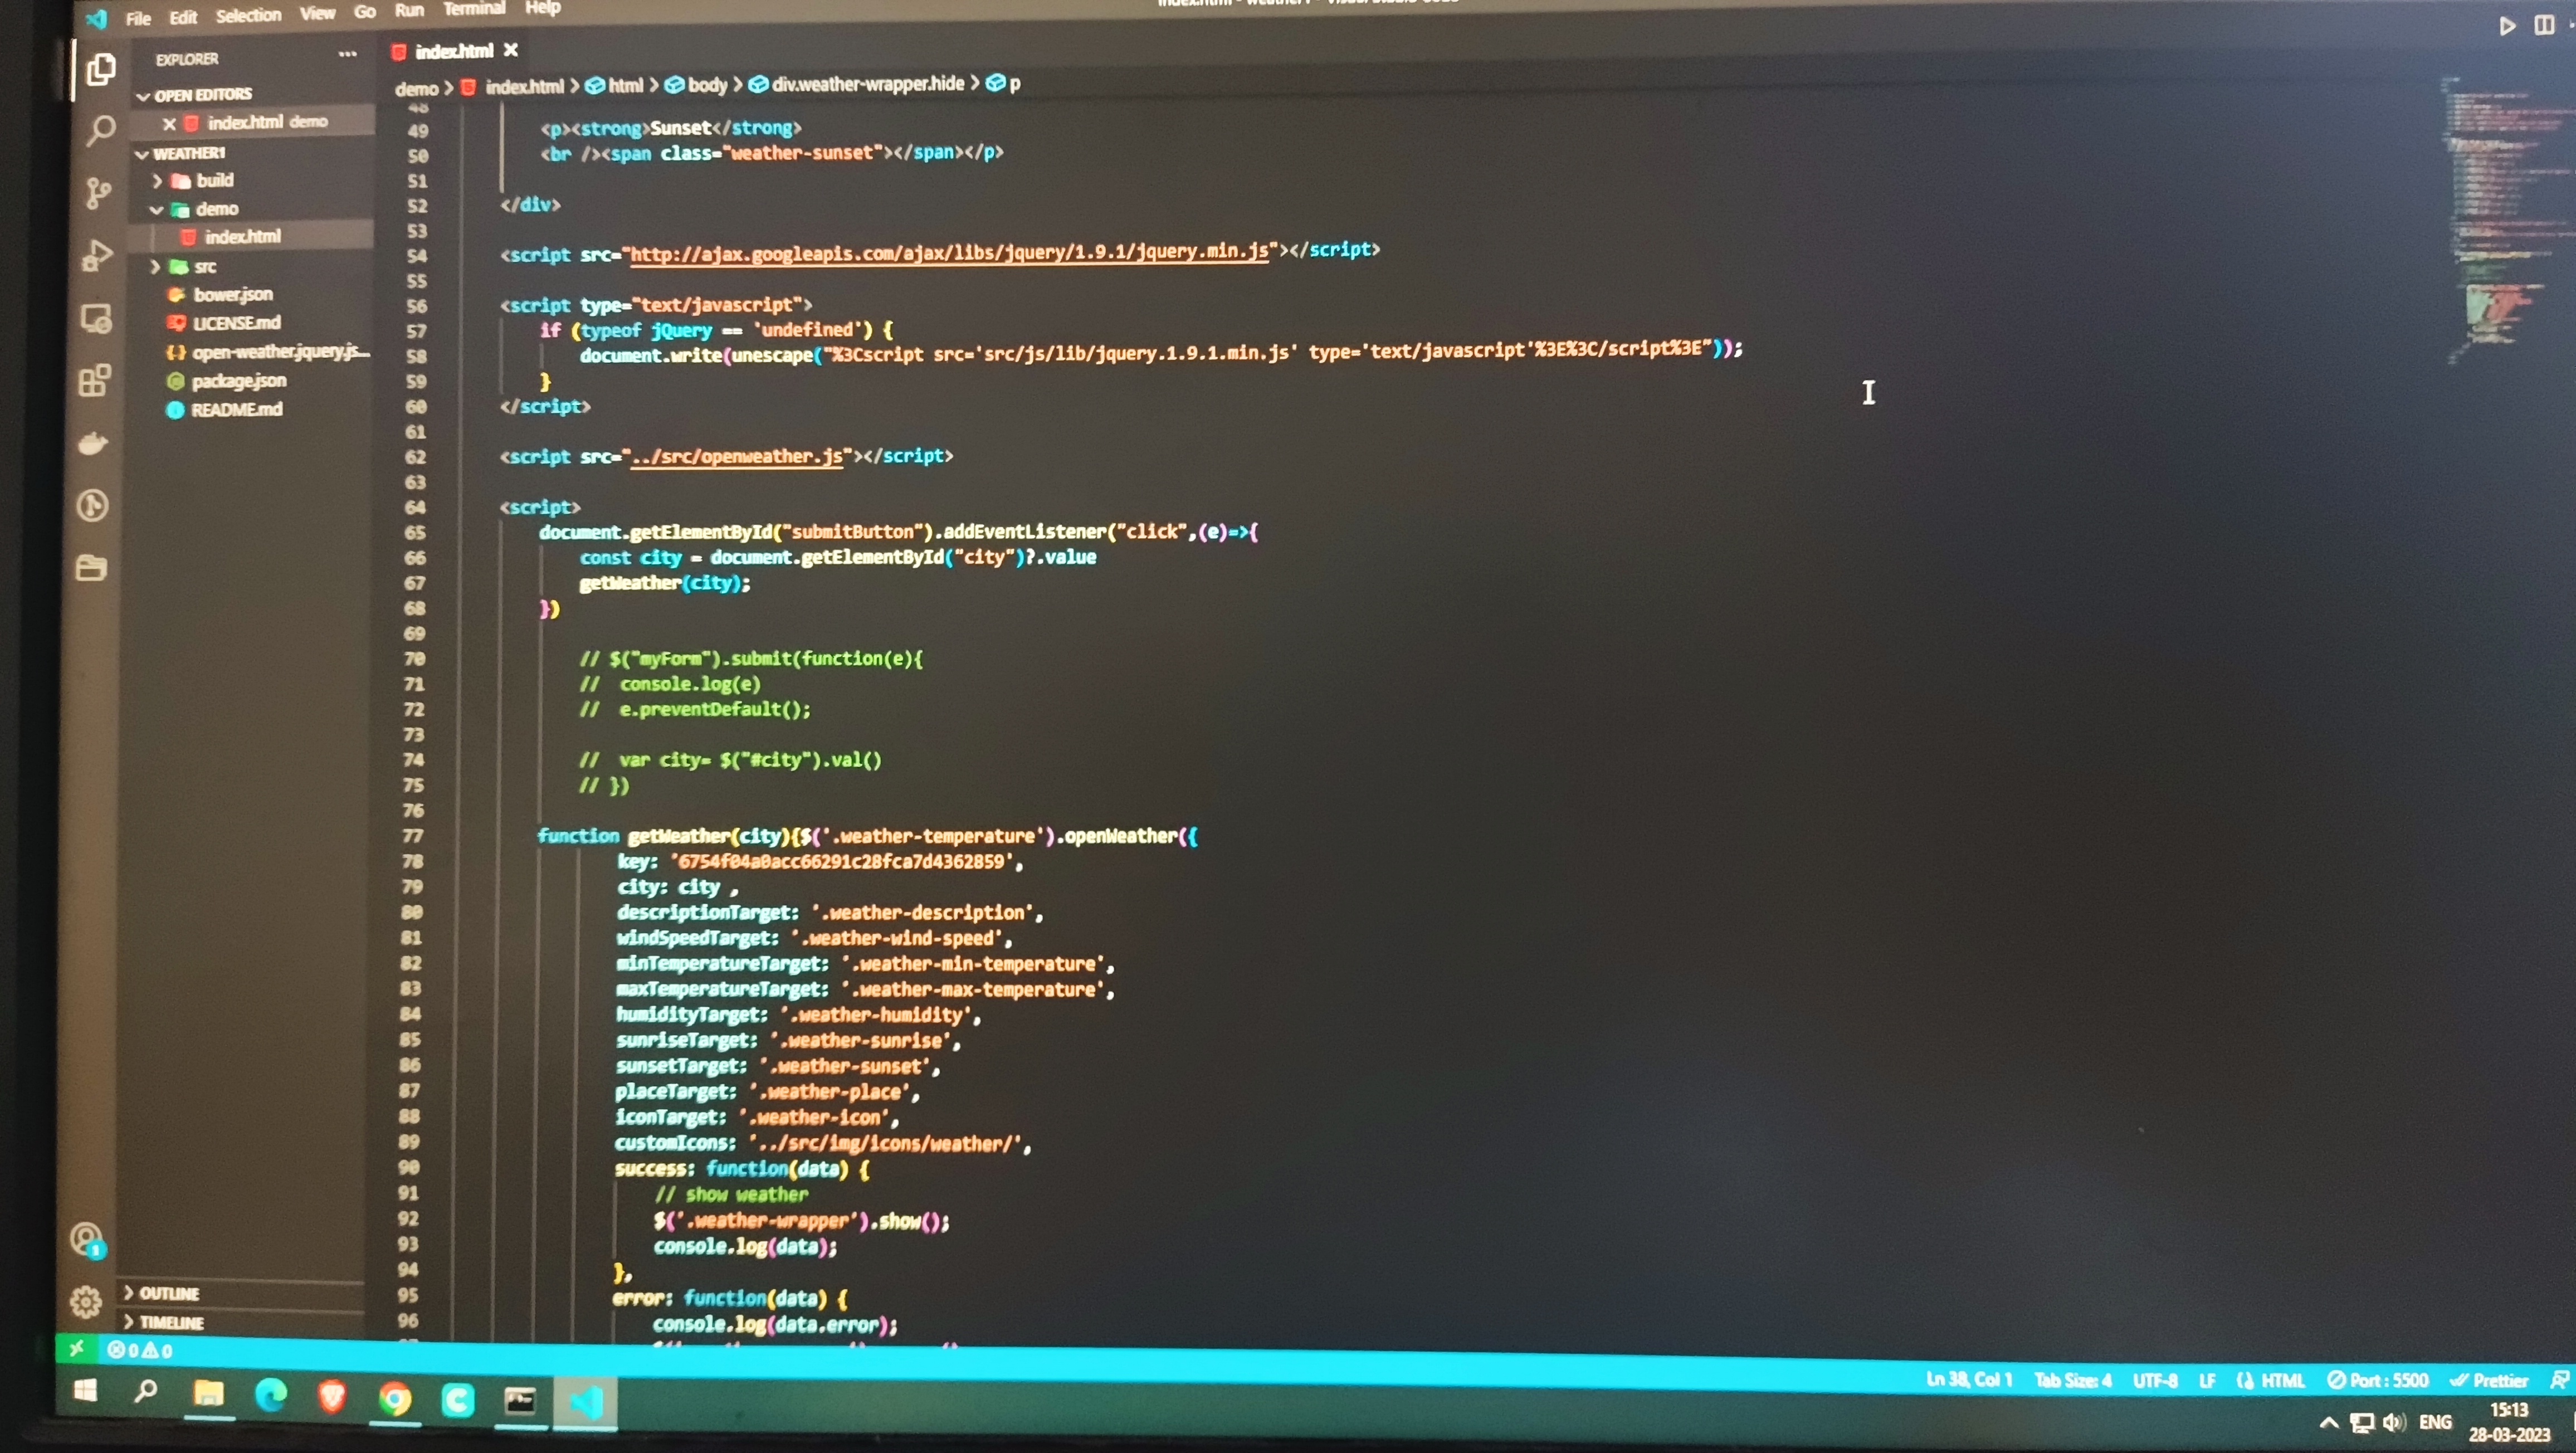 File Edit Selection View Go Run Terminal Help
EXPLORER
OPEN EDITORS
index.html demo
WEATHER1
build
demo
index.html
src
bower.json
LICENSE.md
open-weather.jquery.js...
package.json
README.md
OUTLINE
TIMELINE
index.html
demo > index.html > html > body > div.weather-wrapper.hide > p
48
49 <p><strong>Sunset</strong>
50 <br /><span class="weather-sunset"></span></p>
51
52 </div>
53
54 <script src="http://ajax.googleapis.com/ajax/libs/jquery/1.9.1/jquery.min.js"></script>
55
56 <script type="text/javascript">
57 if (typeof jQuery == 'undefined') {
58 document.write(unescape("%3Cscript src='src/js/lib/jquery.1.9.1.min.js' type='text/javascript'%3E%3C/script%3E"));
59 }
60 </script>
61
62 <script src="../src/openweather.js"></script>
63
64 <script>
65 document.getElementById("submitButton").addEventListener("click",(e)=>{
66 const city = document.getElementById("city")?.value
67 getWeather(city);
68 })
69
70 // $("myForm").submit(function(e){
71 // console.log(e)
72 // e.preventDefault();
73
74 // var city= $("#city").val()
75 // })
76
77 function getWeather(city){$('.weather-temperature').openWeather({
78 key: '6754f04a0acc66291c28fca7d4362859',
79 city: city ,
80 descriptionTarget: '.weather-description',
81 windSpeedTarget: '.weather-wind-speed',
82 minTemperatureTarget: '.weather-min-temperature',
83 maxTemperatureTarget: '.weather-max-temperature',
84 humidityTarget: '.weather-humidity',
85 sunriseTarget: '.weather-sunrise',
86 sunsetTarget: '.weather-sunset',
87 placeTarget: '.weather-place',
88 iconTarget: '.weather-icon',
89 customIcons: '../src/img/icons/weather/',
90 success: function(data) {
91 // show weather
92 $('.weather-wrapper').show();
93 console.log(data);
94 },
95 error: function(data) {
96 console.log(data.error);
0 0
Ln 38, Col 1 Tab Size: 4 UTF-8 LF HTML Port : 5500 Prettier
ENG
15:13
28-03-2023